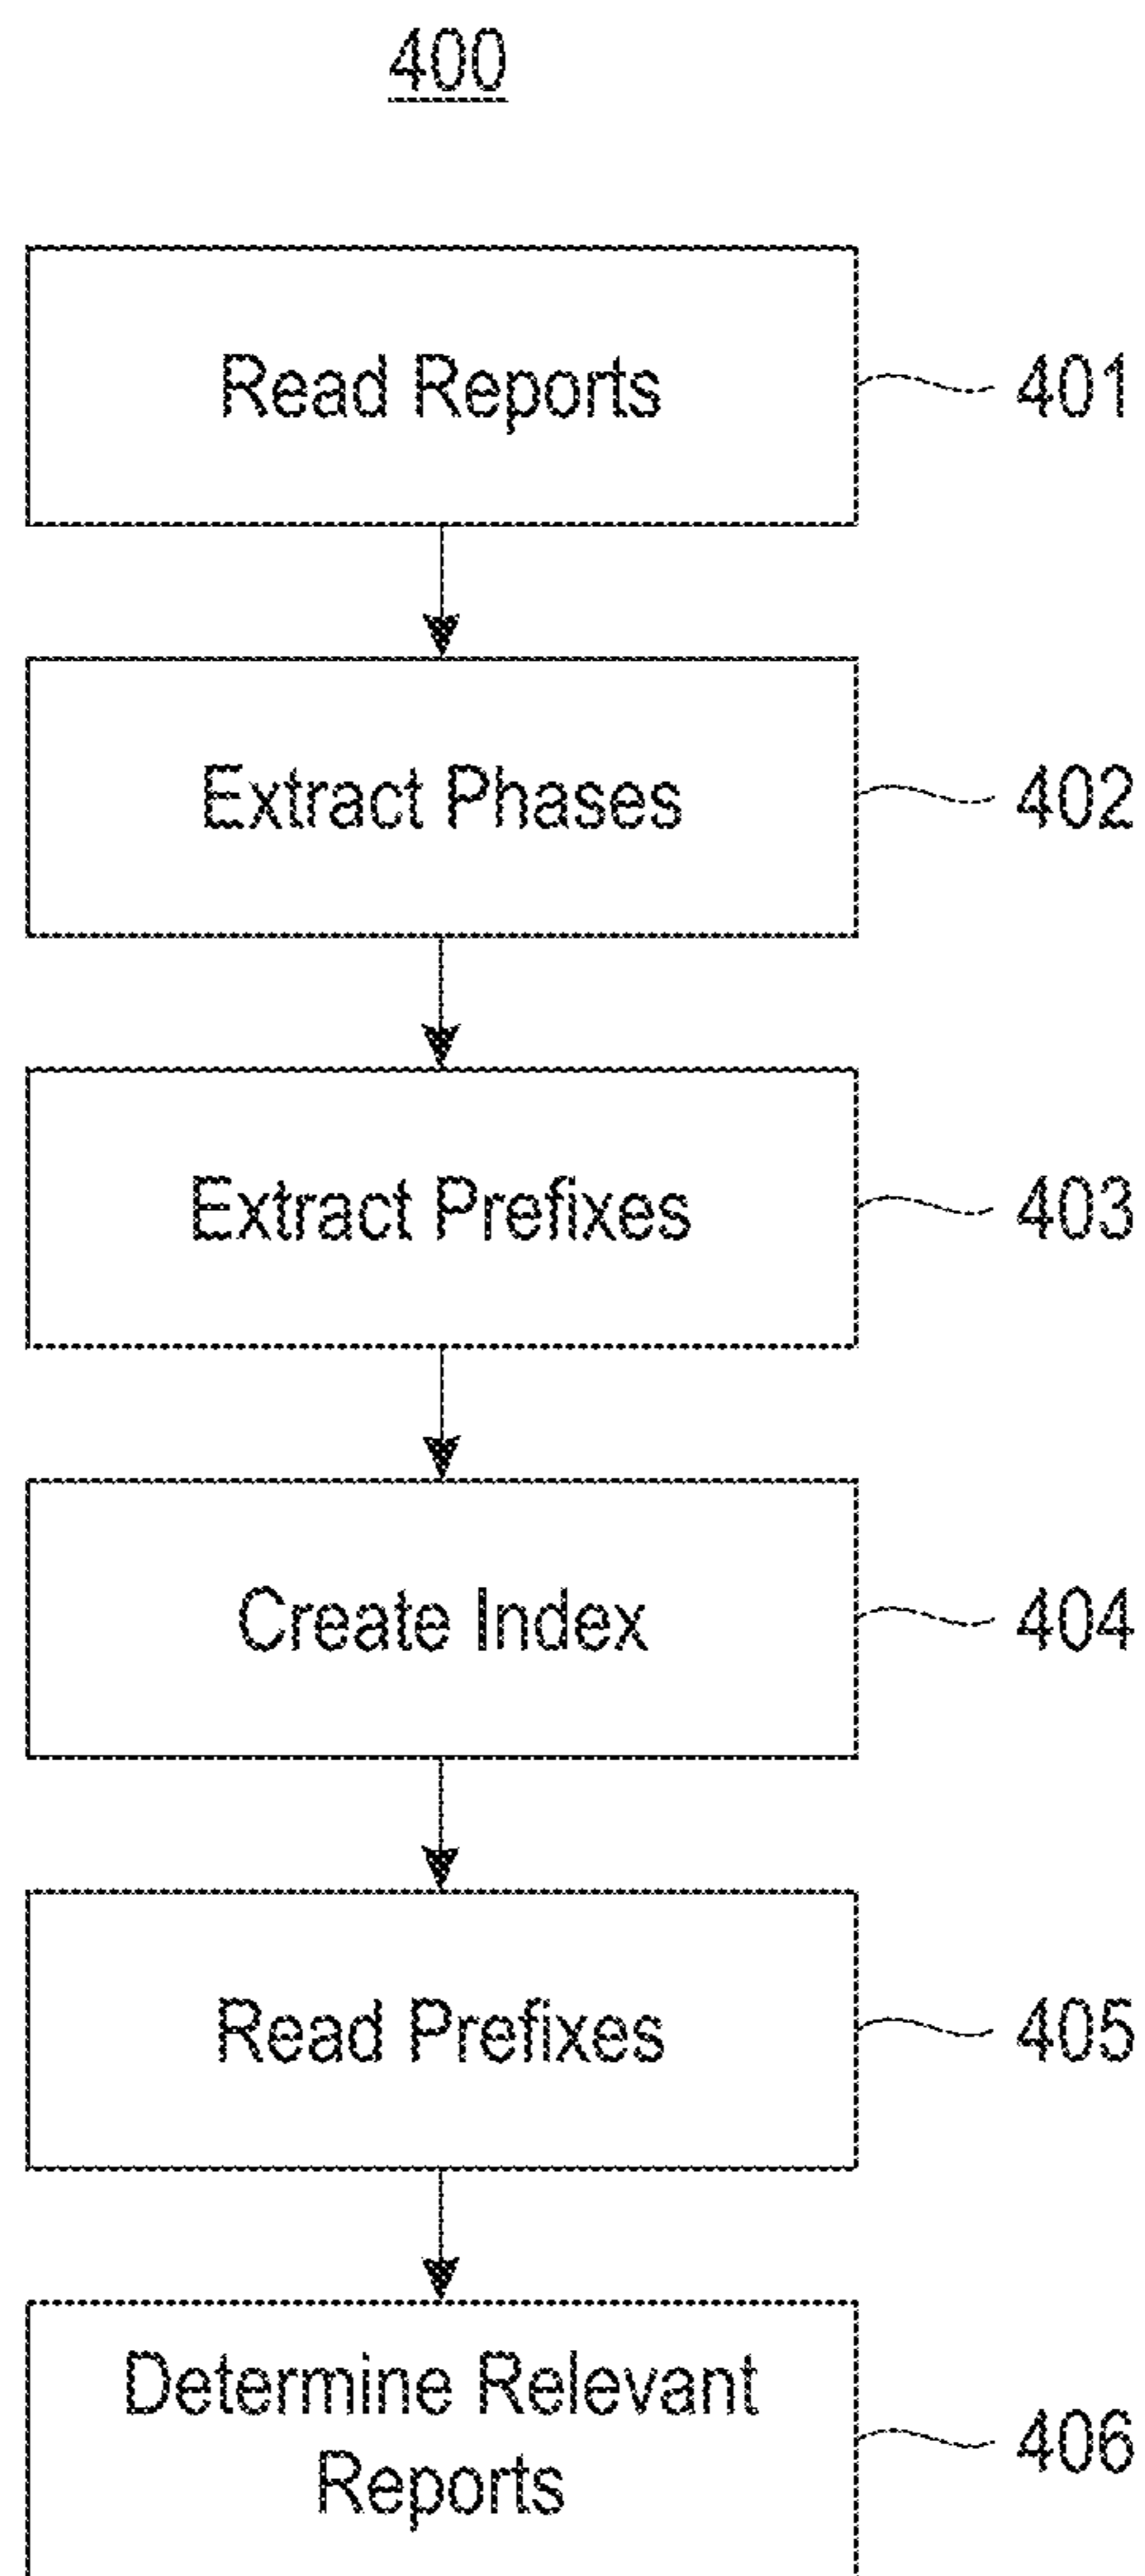 400
Read Reports
401
Extract Phases
402
Extract Prefixes
403
Create Index
404
Read Prefixes
405
Determine Relevant
Reports
406